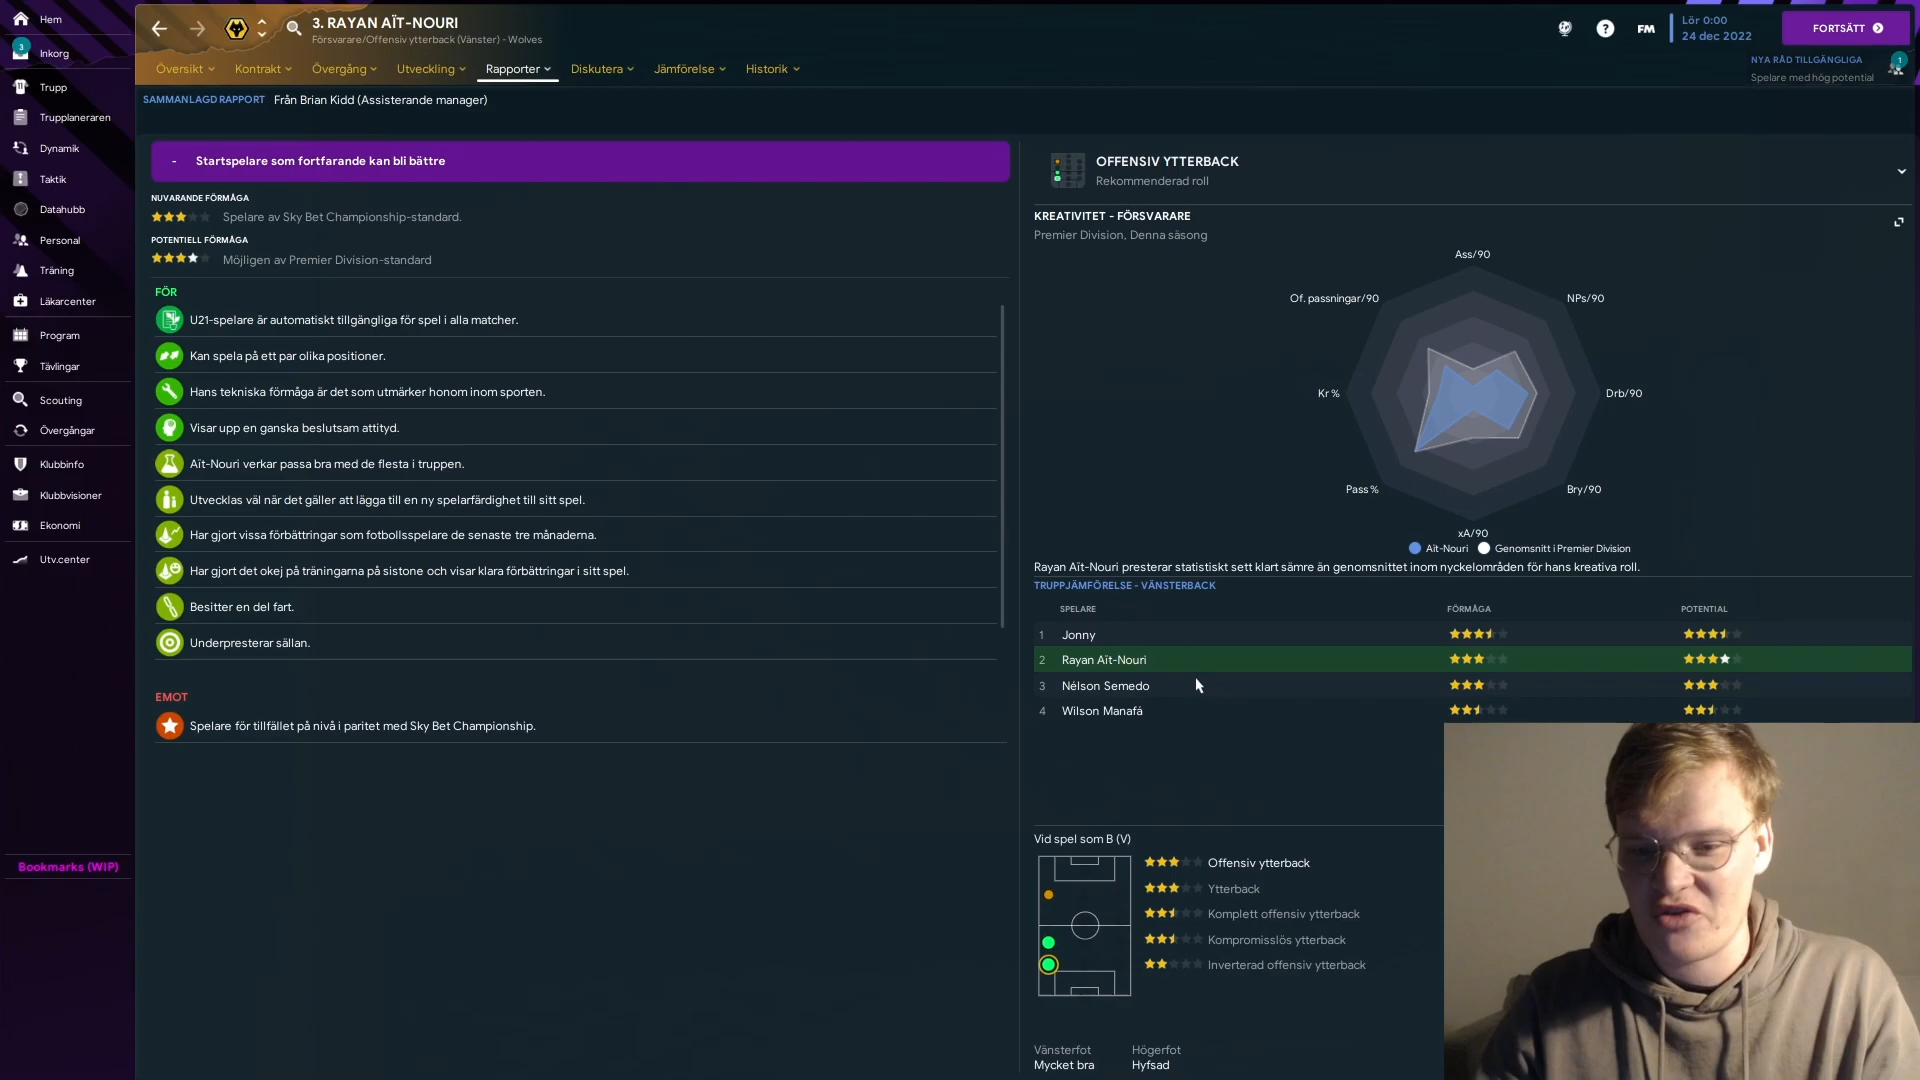 Hem
3
Inkorg
Trupp
Trupplaneraren
Dynamik
Taktik
Datahubb
Personal
Träning
Läkarcenter
Program
Tävlingar
Scouting
Övergångar
Klubbinfo
Klubbvisioner
Ekonomi
Utv.center
Bookmarks (WIP)
3. RAYAN AÏT-NOURI
Försvarare/Offensiv ytterback (Vänster) - Wolves
FM
Lör 0:00
24 dec 2022
FORTSÄTT
Översikt
Kontrakt
Övergång
Utveckling
Rapporter
Diskutera
Jämförelse
Historik
NYA RÅD TILLGÄNGLIGA
1
Spelare med hög potential
SAMMANLAGD RAPPORT Från Brian Kidd (Assisterande manager)
- Startspelare som fortfarande kan bli bättre
NUVARANDE FÖRMÅGA
Spelare av Sky Bet Championship-standard.
POTENTIELL FÖRMÅGA
Möjligen av Premier Division-standard
FÖR
U21-spelare är automatiskt tillgängliga för spel i alla matcher.
Kan spela på ett par olika positioner.
Hans tekniska förmåga är det som utmärker honom inom sporten.
Visar upp en ganska beslutsam attityd.
Aït-Nouri verkar passa bra med de flesta i truppen.
Utvecklas väl när det gäller att lägga till en ny spelarfärdighet till sitt spel.
Har gjort vissa förbättringar som fotbollsspelare de senaste tre månaderna.
Har gjort det okej på träningarna på sistone och visar klara förbättringar i sitt spel.
Besitter en del fart.
Underpresterar sällan.
EMOT
Spelare för tillfället på nivå i paritet med Sky Bet Championship.
OFFENSIV YTTERBACK
Rekommenderad roll
KREATIVITET - FÖRSVARARE
Premier Division, Denna säsong
Ass/90
Of. passningar/90
NPs/90
Kr %
Drb/90
Pass %
Bry/90
xA/90
Aït-Nouri
Genomsnitt i Premier Division
Rayan Aït-Nouri presterar statistiskt sett klart sämre än genomsnittet inom nyckelområden för hans kreativa roll.
TRUPPJÄMFÖRELSE - VÄNSTERBACK
SPELARE FÖRMÅGA POTENTIAL
1 Jonny
2 Rayan Aït-Nouri
3 Nélson Semedo
4 Wilson Manafá
Vid spel som B (V)
Offensiv ytterback
Ytterback
Komplett offensiv ytterback
Kompromisslös ytterback
Inverterad offensiv ytterback
Vänsterfot Högerfot
Mycket bra Hyfsad